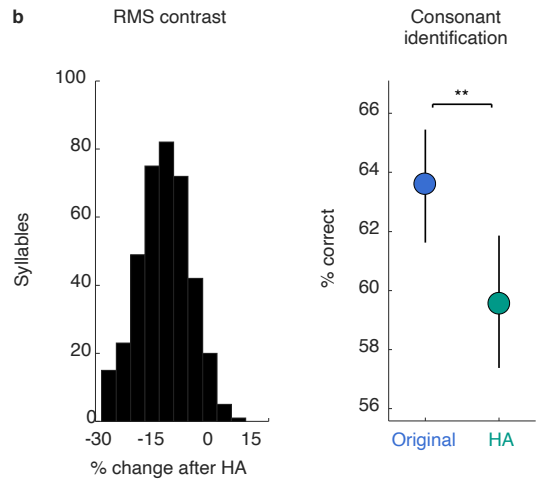 b
RMS contrast
100
80
60
40
20
0
Syllables
-30 -15 0 15
% change after HA
Consonant
identification
**
66
64
62
60
58
56
% correct
Original HA